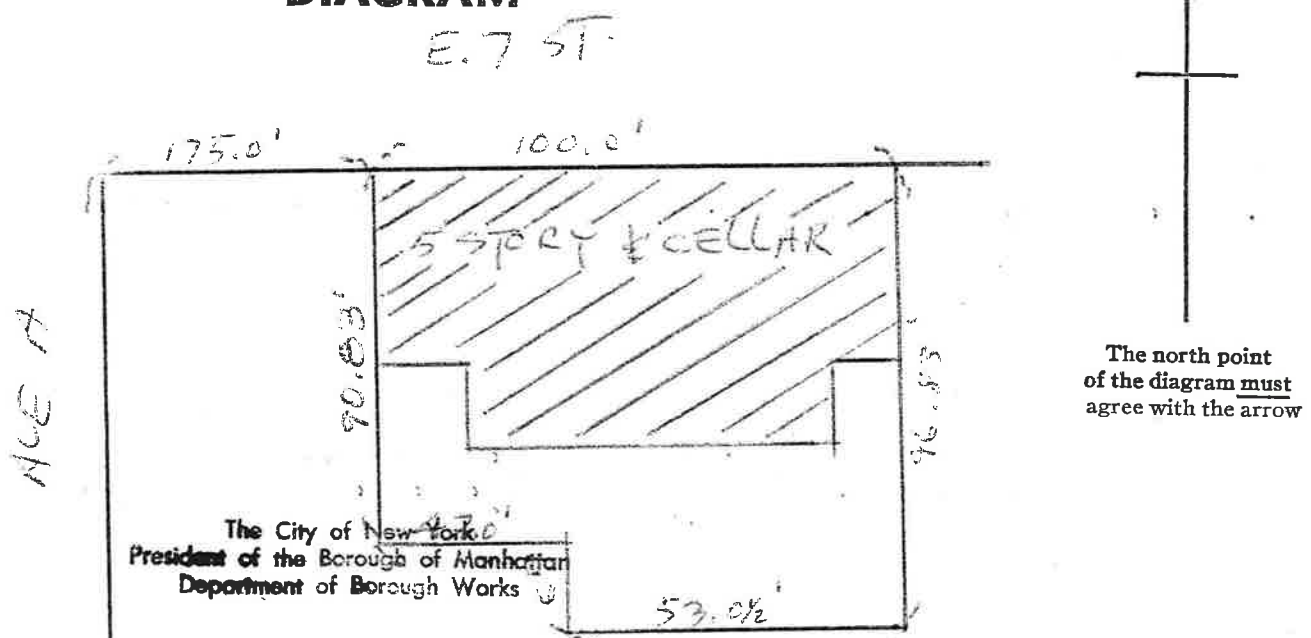 DIAGRAM
E. 7 ST.
175.0'
100.0'
5 STORY & CELLAR
AVE A
90.83'
The north point
of the diagram must
agree with the arrow
The City of New York
President of the Borough of Manhattan
Department of Borough Works
53.0½'